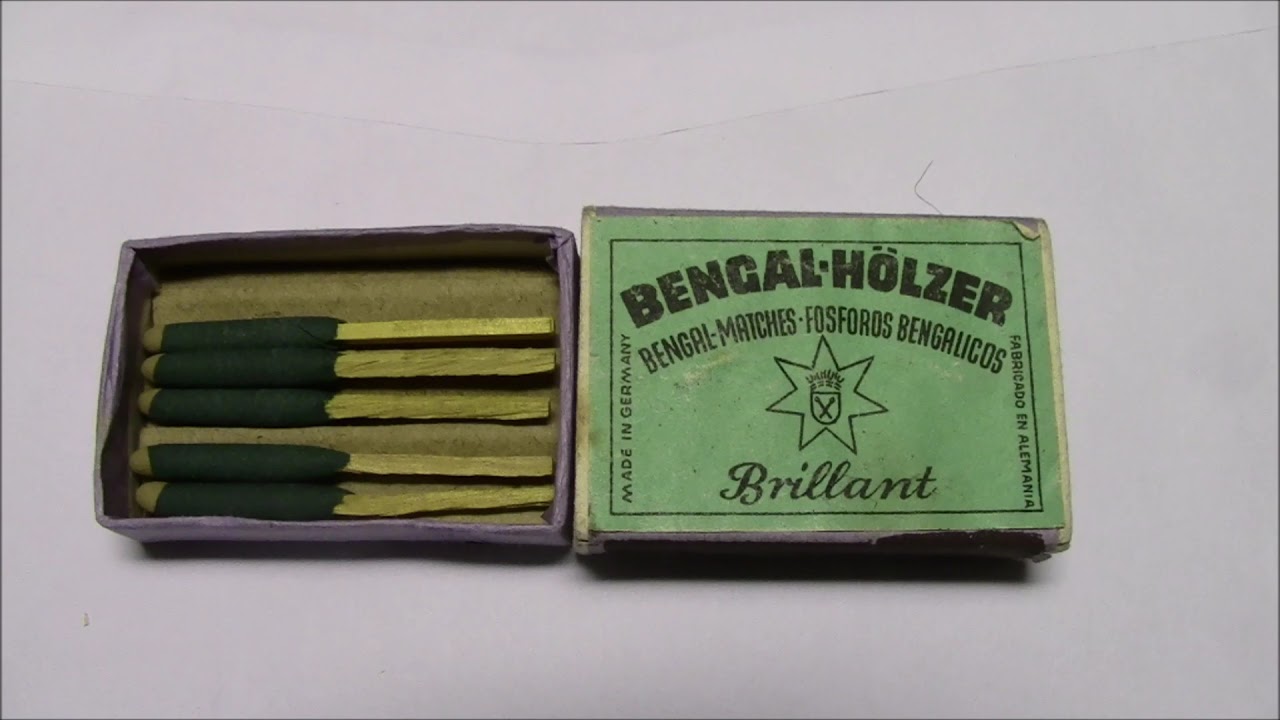 BENGAL-HÖLZER
BENGAL-MATCHES·FOSFOROS BENGALICOS
MADE IN GERMANY
FABRICADO EN ALEMANIA
Brillant